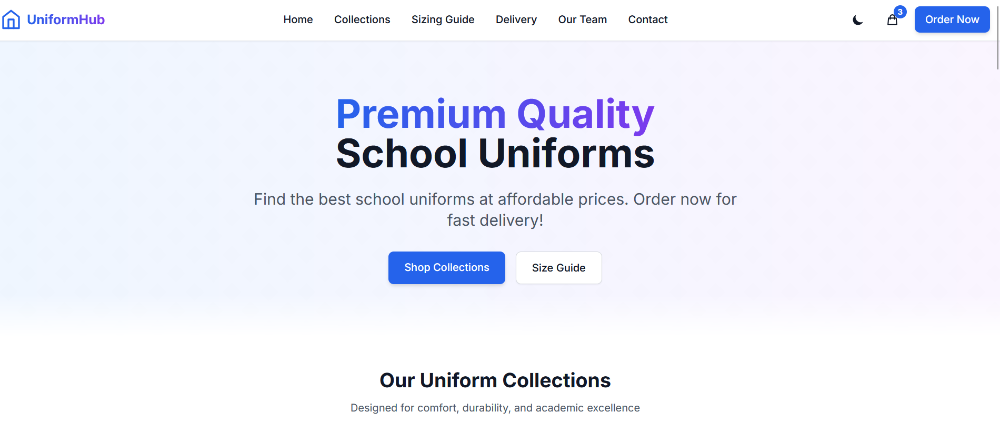 UniformHub
Home Collections Sizing Guide Delivery Our Team Contact
3
Order Now
Premium Quality
School Uniforms
Find the best school uniforms at affordable prices. Order now for
fast delivery!
Shop Collections Size Guide
Our Uniform Collections
Designed for comfort, durability, and academic excellence